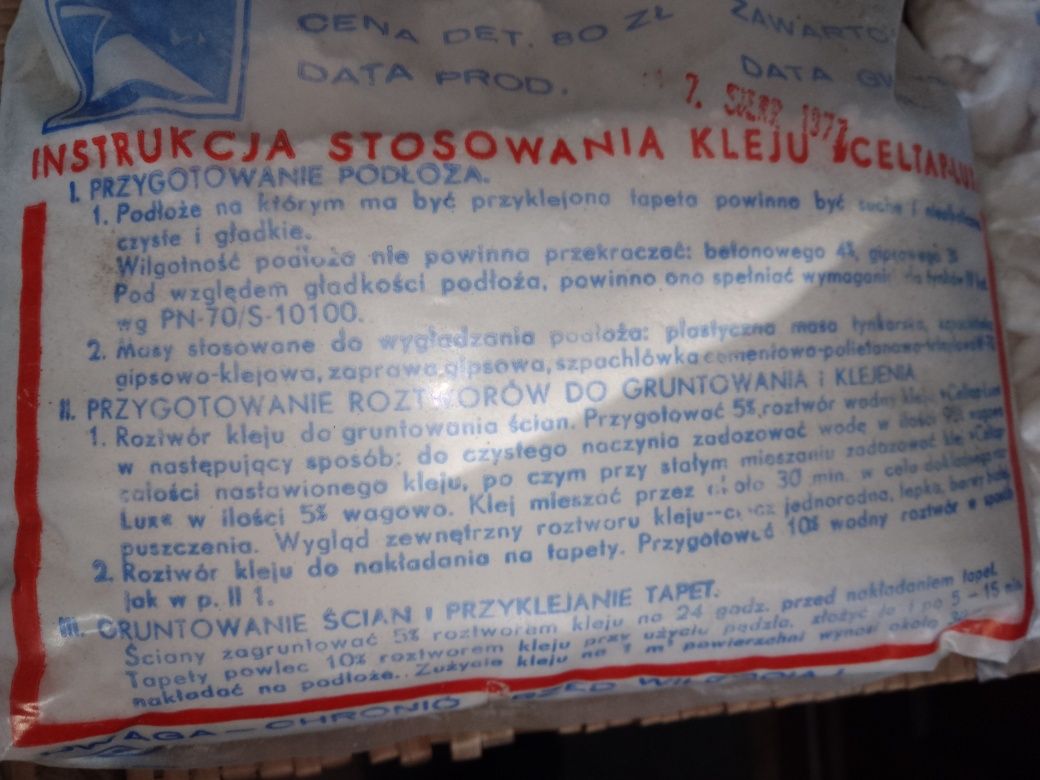 CENA DET. 80 ZŁ
DATA PROD.
7. SIERP. 1977
INSTRUKCJA STOSOWANIA KLEJU
I. PRZYGOTOWANIE PODŁOŻA.
1. Podłoże na którym ma być przyklejona tapeta powinno być suche i
czyste i gładkie.
Wilgotność podłoża nie powinna przekraczać: betonowego 4%, gipsowego
Pod względem gładkości podłoża, powinno ono spełniać wymagania dla tynków
wg PN-70/S-10100.
2. Masy stosowane do wygładzania podłoża: plastyczna masa tynkarska,
gipsowo-klejowa, zaprawa gipsowa, szpachlówka
II. PRZYGOTOWANIE ROZTWORÓW DO GRUNTOWANIA i KLEJENIA
1. Roztwór kleju do gruntowania ścian. Przygotować 5% roztwór wodny kleju
w następujący sposób: do czystego naczynia zadozować wodę w ilości
całości nastawionego kleju, po czym przy stałym mieszaniu zadozować klej
Lux« w ilości 5% wagowo. Klej mieszać przez około 30 min. w celu
puszczenia. Wygląd zewnętrzny roztworu kleju--ciecz jednorodna, lepka, barwy
2. Roztwór kleju do nakładania na tapety. Przygotować 10% wodny roztwór w sposób
jak w p. II 1.
III. GRUNTOWANIE ŚCIAN I PRZYKLEJANIE TAPET.
Ściany zagruntować 5% roztworem kleju na 24 godz. przed nakładaniem tapet.
Tapety powlec 10% roztworem kleju przy użyciu pędzla, złożyć je i po 5-15 min
nakładać na podłoże. Zużycie kleju na 1 m² powierzchni wynosi około
UWAGA - CHRONIĆ PRZED WILGOCIĄ!